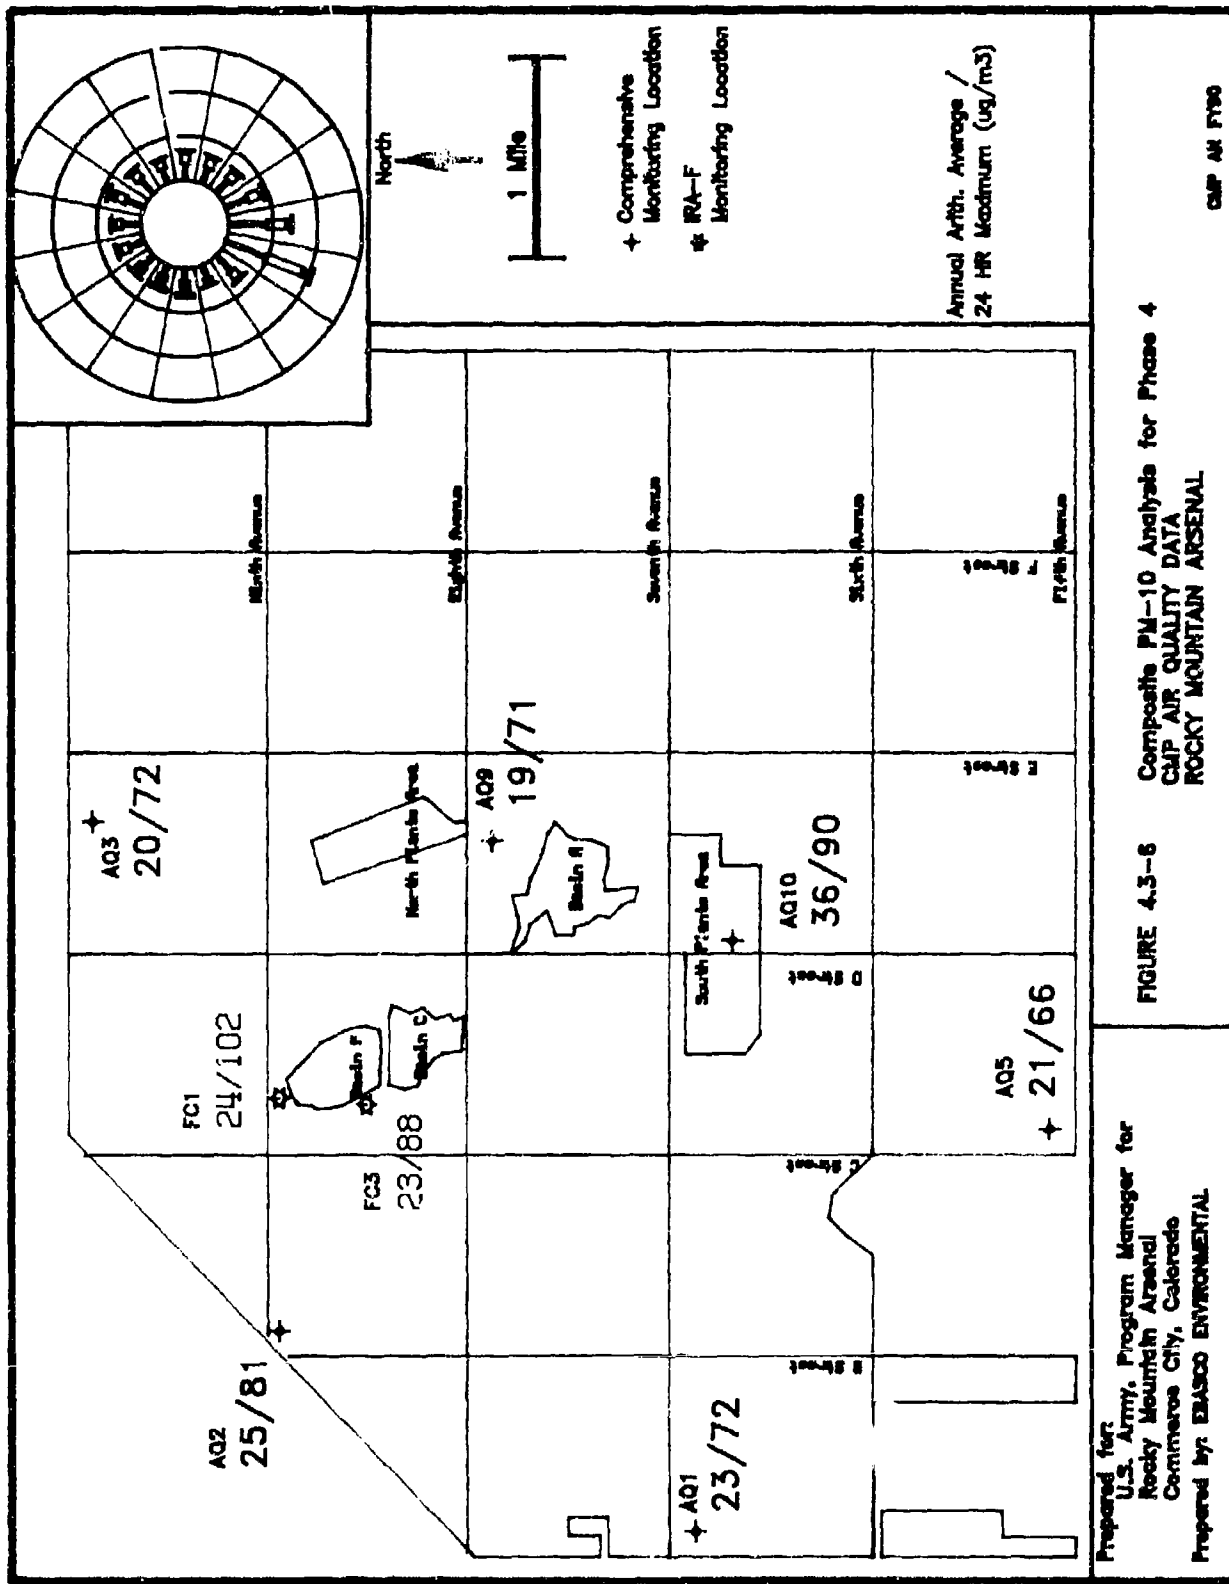 North
1 Mile
Comprehensive
Monitoring Location
IRA-F
Monitoring Location
Annual Arith. Average /
24 HR Maximum (ug/m3)
AQ3
20/72
FC1
24/102
FC3
23/88
AQ2
25/81
AQ9
19/71
AQ10
36/90
AQ1
23/72
AQ5
21/66
Ninth Avenue
Eighth Avenue
Seventh Avenue
Sixth Avenue
Fifth Avenue
North Plants Area
Basin F
Basin C
Basin A
South Plants Area
B Street
C Street
D Street
E Street
F Street
Prepared for:
U.S. Army, Program Manager for
Rocky Mountain Arsenal
Commerce City, Colorado
Prepared by: EBASCO ENVIRONMENTAL
FIGURE 4.3-6 Composite PM-10 Analysis for Phase 4
CMP AIR QUALITY DATA
ROCKY MOUNTAIN ARSENAL
CMP AM FY90